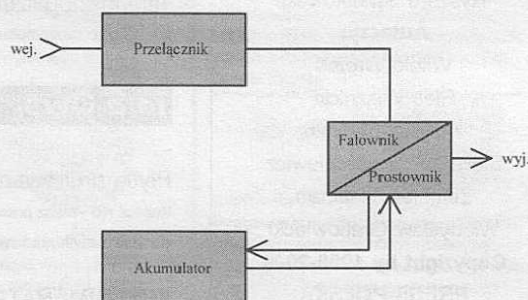 wej.
Przełącznik
Falownik
Prostownik
wyj.
Akumulator